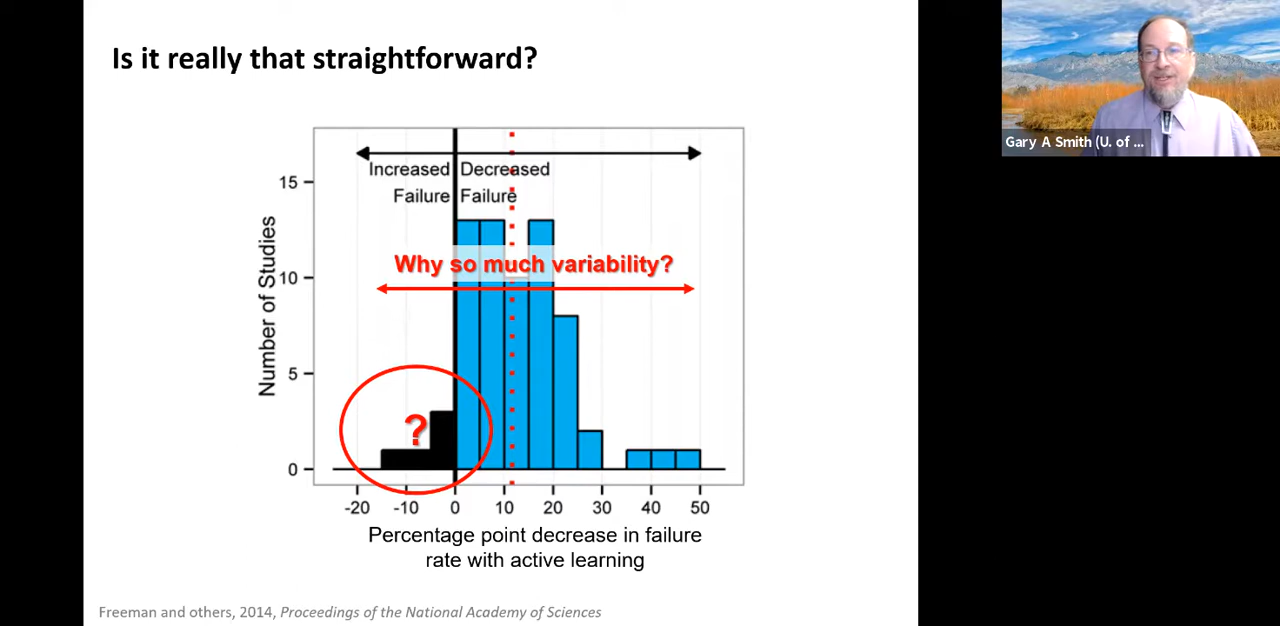 Is it really that straightforward?
Gary A Smith (U. of ...
Increased Decreased
Failure Failure
Why so much variability?
?
Number of Studies
15
10
5
0
-20 -10 0 10 20 30 40 50
Percentage point decrease in failure
rate with active learning
Freeman and others, 2014, Proceedings of the National Academy of Sciences